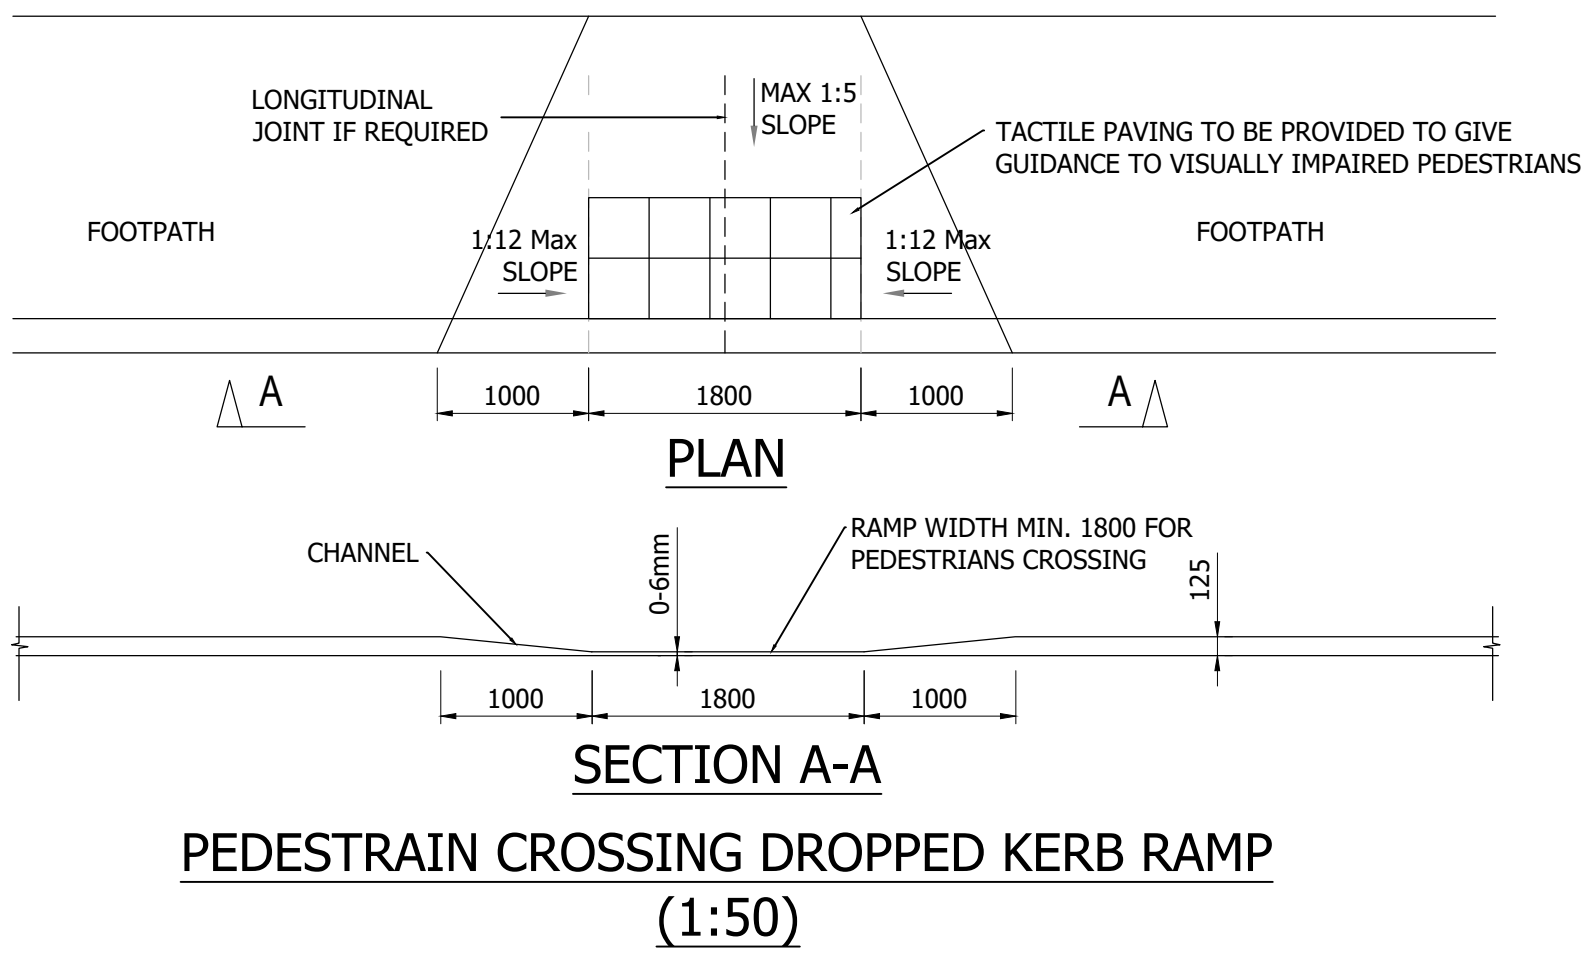 LONGITUDINAL
JOINT IF REQUIRED
MAX 1:5
SLOPE
TACTILE PAVING TO BE PROVIDED TO GIVE
GUIDANCE TO VISUALLY IMPAIRED PEDESTRIANS
FOOTPATH
1:12 Max
SLOPE
1:12 Max
SLOPE
FOOTPATH
A
1000
1800
1000
A
PLAN
CHANNEL
0-6mm
RAMP WIDTH MIN. 1800 FOR
PEDESTRIANS CROSSING
125
1000
1800
1000
SECTION A-A
PEDESTRAIN CROSSING DROPPED KERB RAMP
(1:50)